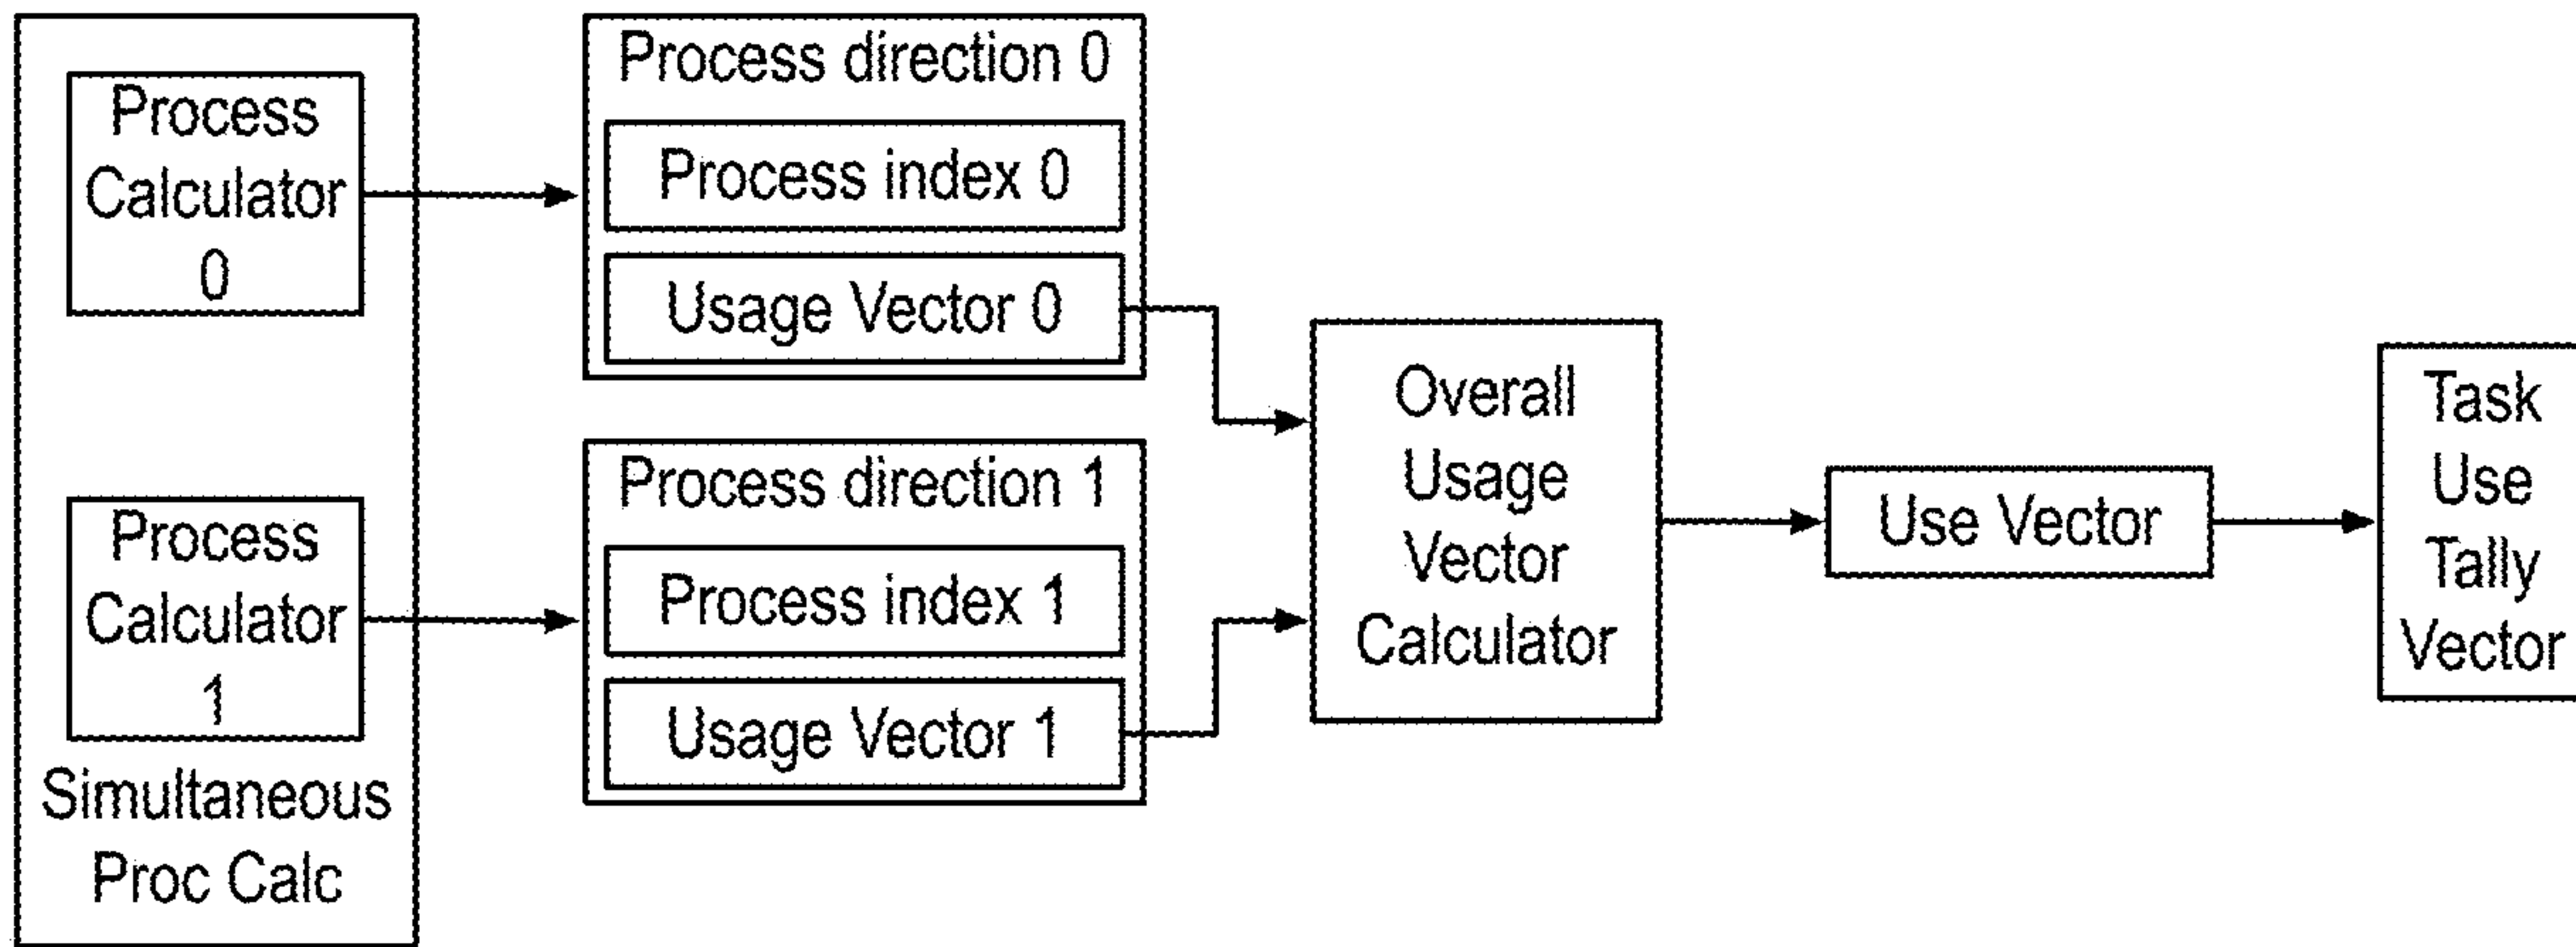 Process
Calculator
0
Process
Calculator
1
Simultaneous
Proc Calc
Process direction 0
Process index 0
Usage Vector 0
Process direction 1
Process index 1
Usage Vector 1
Overall
Usage
Vector
Calculator
Use Vector
Task
Use
Tally
Vector